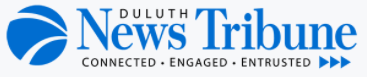 DULUTH
News Tribune
CONNECTED • ENGAGED • ENTRUSTED